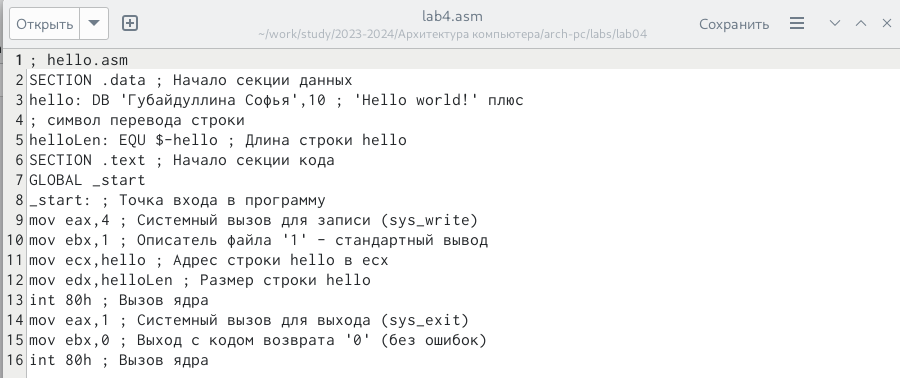 Открыть
lab4.asm
~/work/study/2023-2024/Архитектура компьютера/arch-pc/labs/lab04
Сохранить
1 ; hello.asm
2 SECTION .data ; Начало секции данных
3 hello: DB 'Губайдуллина Софья',10 ; 'Hello world!' плюс
4 ; символ перевода строки
5 helloLen: EQU $-hello ; Длина строки hello
6 SECTION .text ; Начало секции кода
7 GLOBAL _start
8 _start: ; Точка входа в программу
9 mov eax,4 ; Системный вызов для записи (sys_write)
10 mov ebx,1 ; Описатель файла '1' - стандартный вывод
11 mov ecx,hello ; Адрес строки hello в ecx
12 mov edx,helloLen ; Размер строки hello
13 int 80h ; Вызов ядра
14 mov eax,1 ; Системный вызов для выхода (sys_exit)
15 mov ebx,0 ; Выход с кодом возврата '0' (без ошибок)
16 int 80h ; Вызов ядра